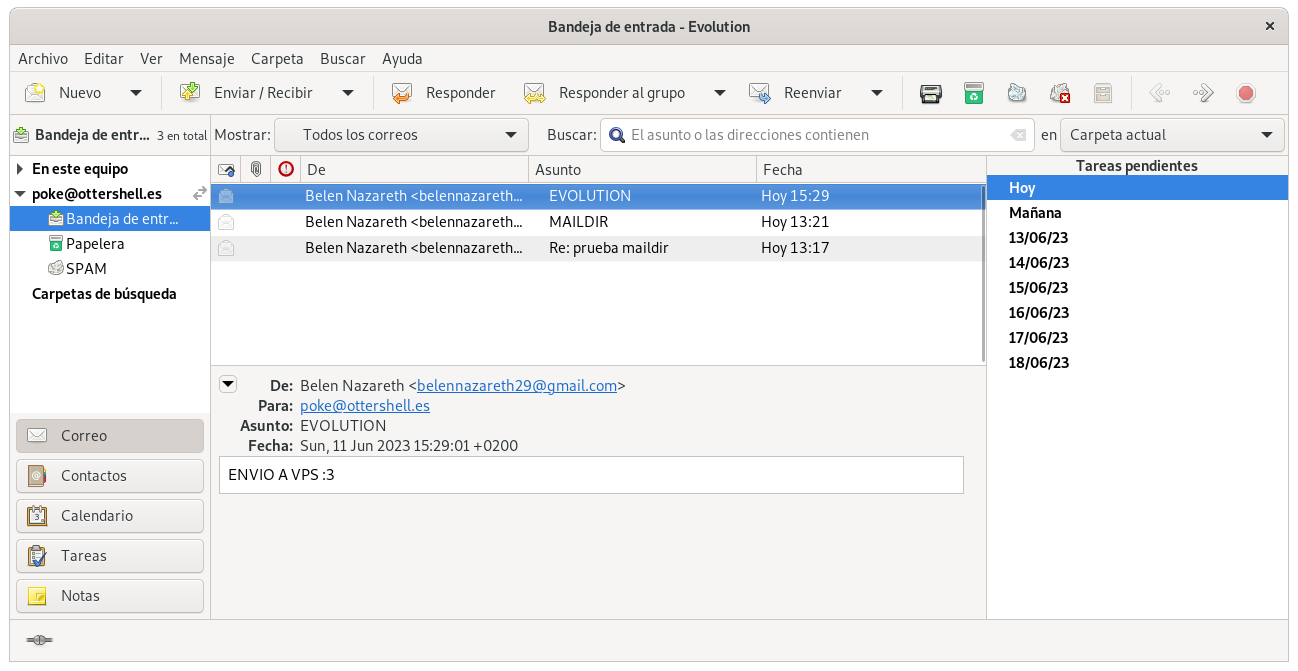 Bandeja de entrada - Evolution
Archivo Editar Ver Mensaje Carpeta Buscar Ayuda
Nuevo Enviar / Recibir Responder Responder al grupo Reenviar
Bandeja de entr... 3 en total Mostrar: Todos los correos Buscar: El asunto o las direcciones contienen en Carpeta actual
En este equipo
poke@ottershell.es
Bandeja de entr...
Papelera
SPAM
Carpetas de búsqueda
Correo
Contactos
Calendario
Tareas
Notas
De Asunto Fecha
Belen Nazareth <belennazareth... EVOLUTION Hoy 15:29
Belen Nazareth <belennazareth... MAILDIR Hoy 13:21
Belen Nazareth <belennazareth... Re: prueba maildir Hoy 13:17
De: Belen Nazareth <belennazareth29@gmail.com>
Para: poke@ottershell.es
Asunto: EVOLUTION
Fecha: Sun, 11 Jun 2023 15:29:01 +0200
ENVIO A VPS :3
Tareas pendientes
Hoy
Mañana
13/06/23
14/06/23
15/06/23
16/06/23
17/06/23
18/06/23